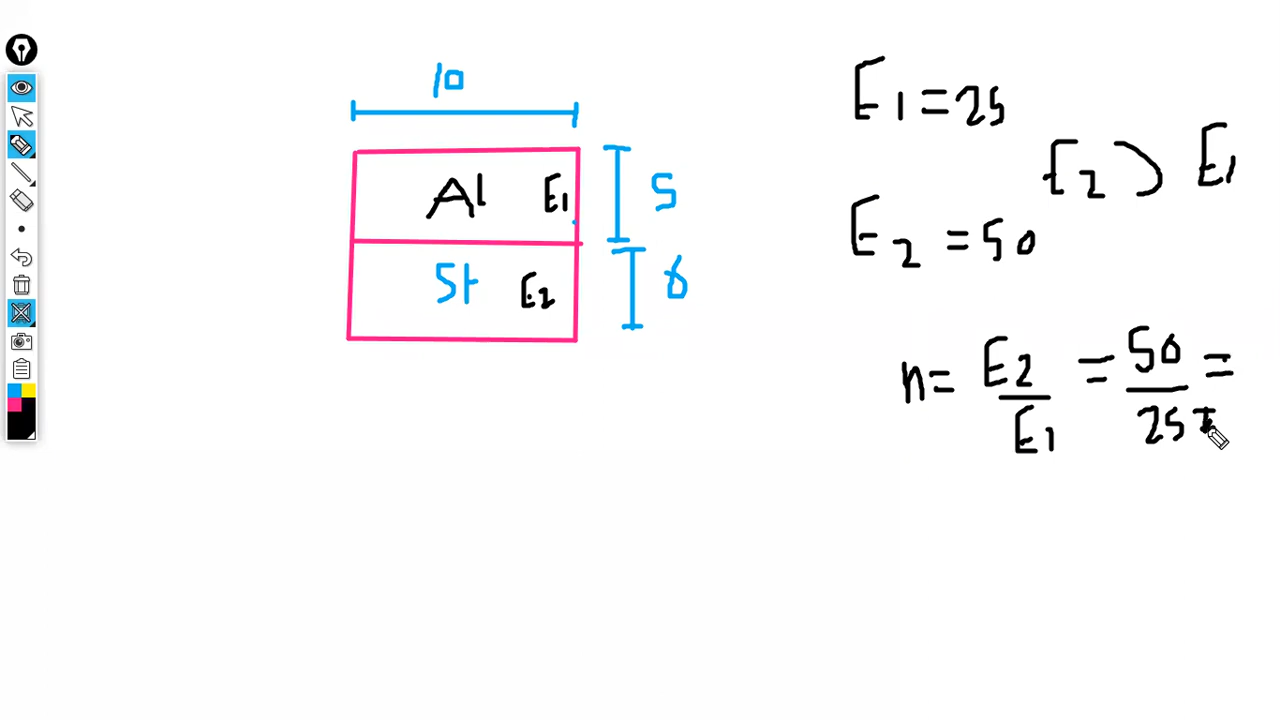 10
Al E1
5
St E2
6
E1 = 25
E2 > E1
E2 = 50
n = E2/E1 = 50/25 =